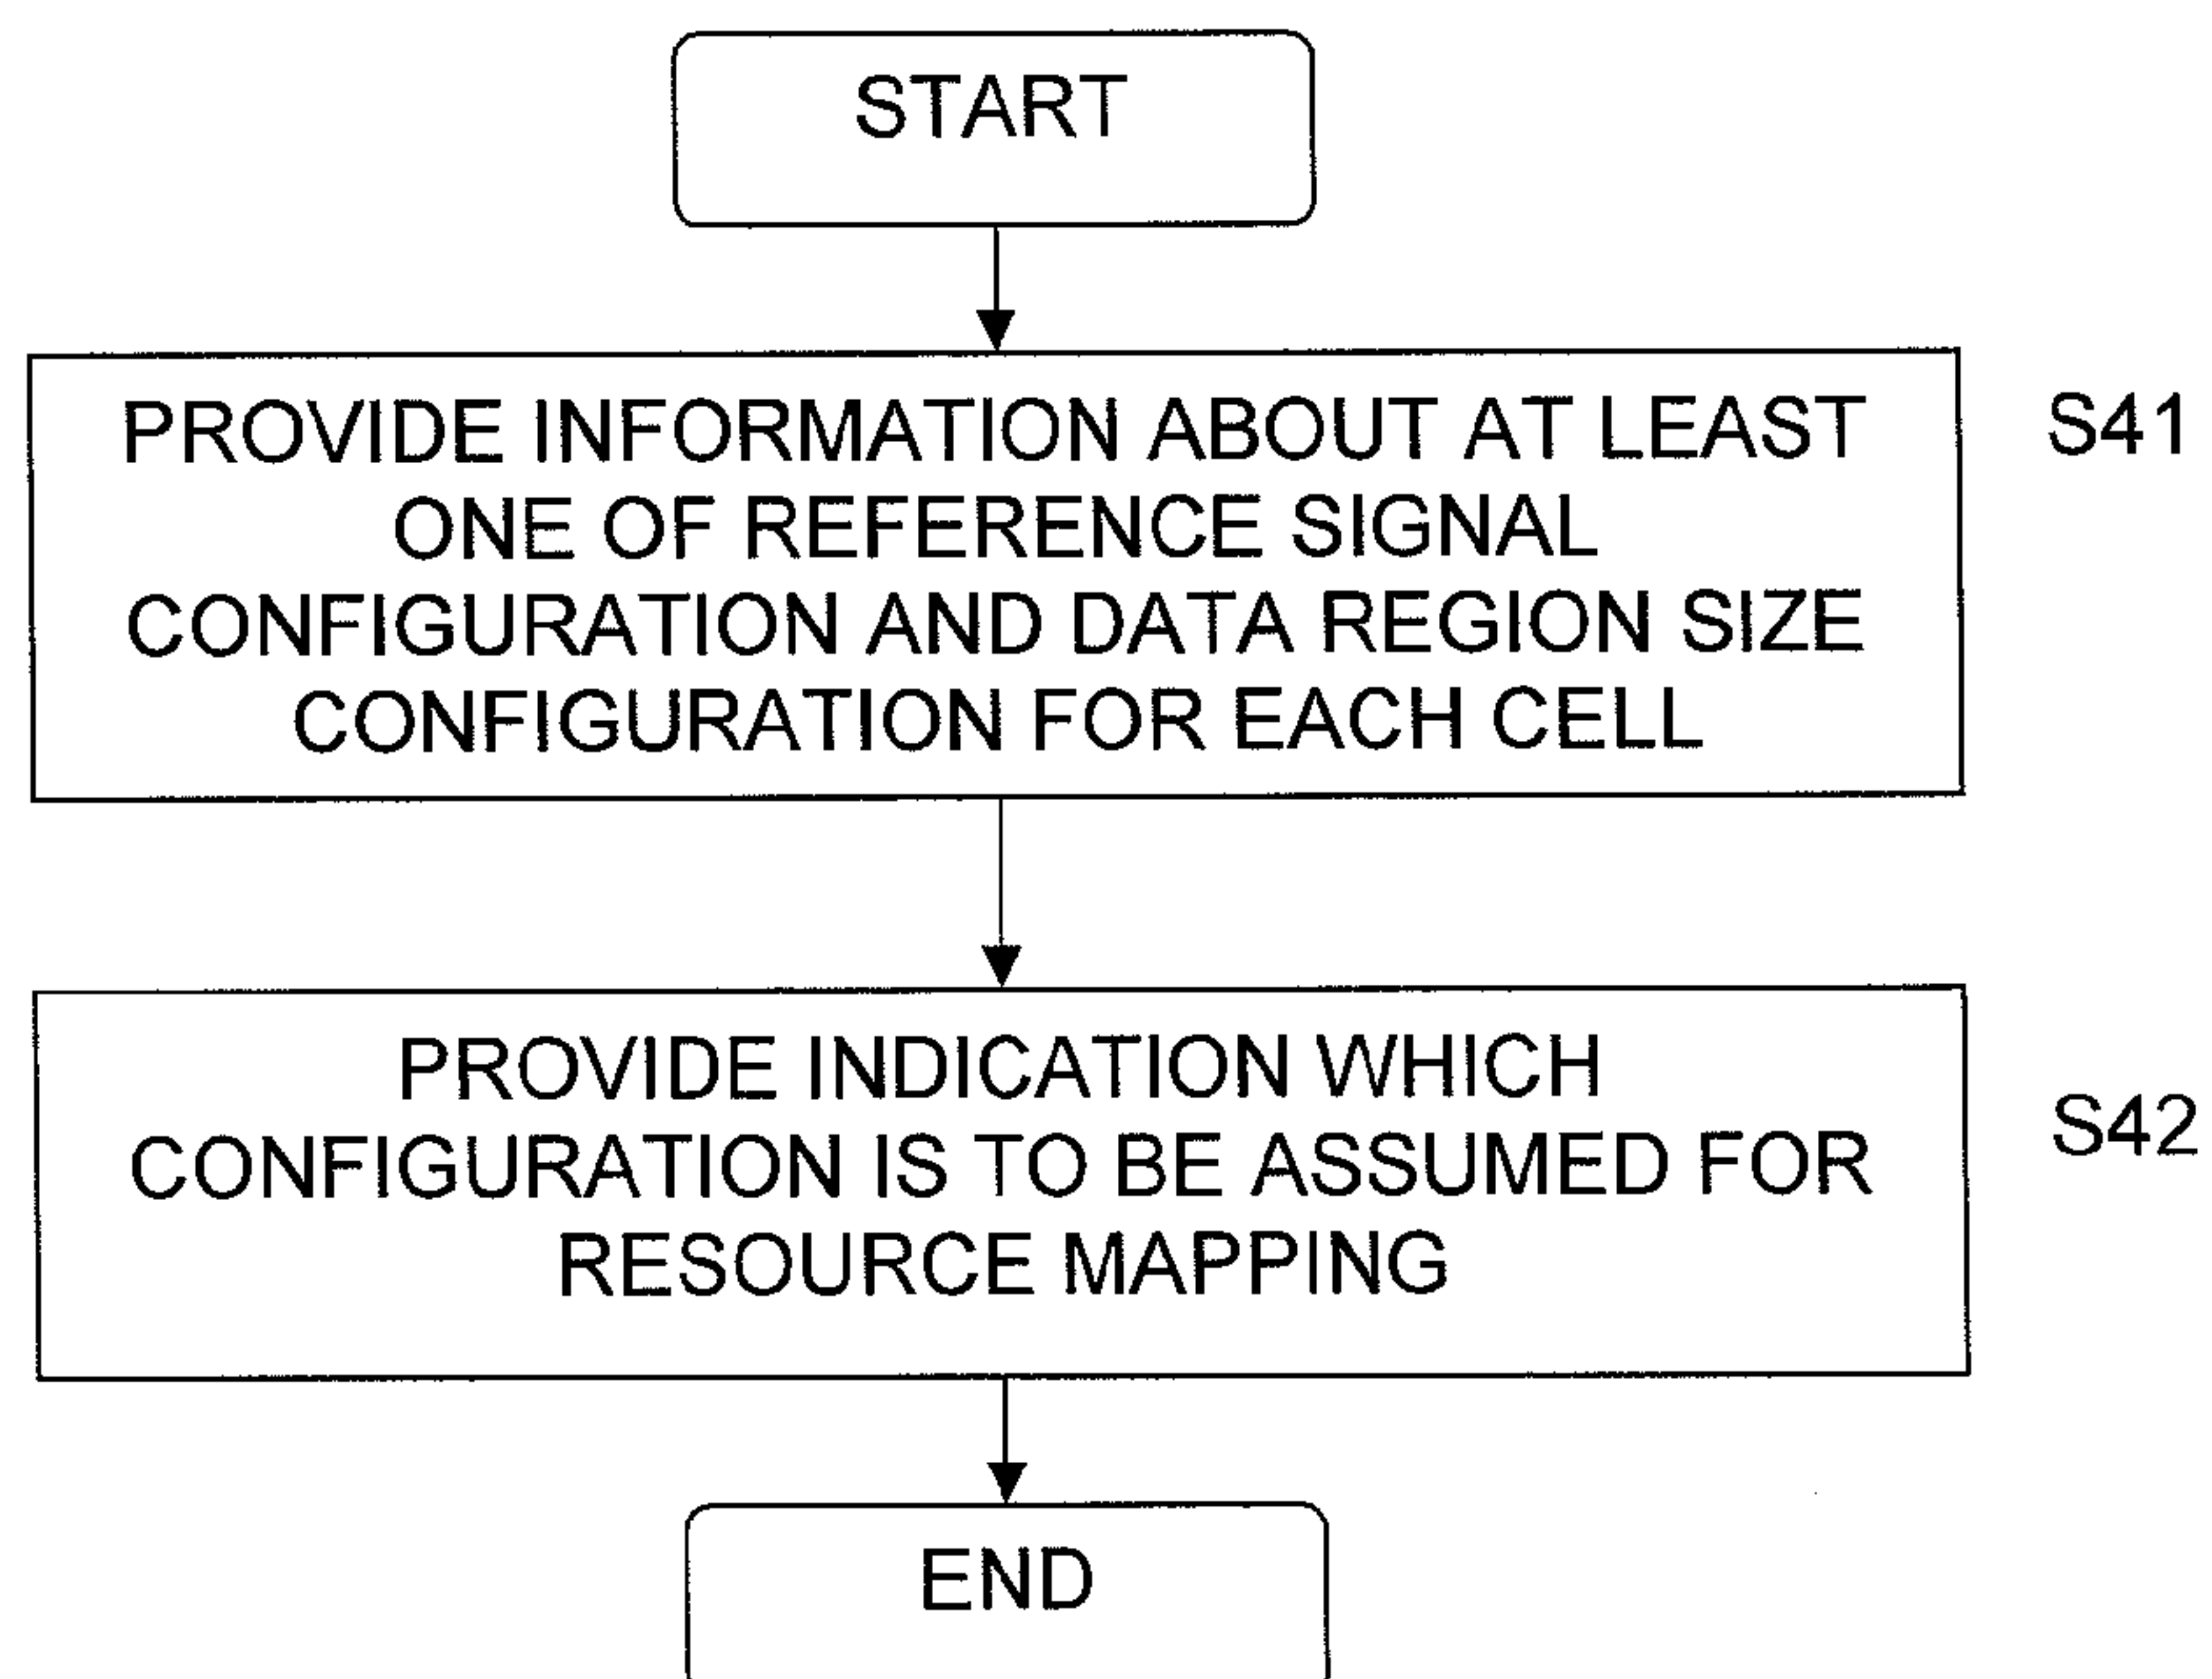 START
PROVIDE INFORMATION ABOUT AT LEAST
ONE OF REFERENCE SIGNAL
CONFIGURATION AND DATA REGION SIZE
CONFIGURATION FOR EACH CELL
S41
PROVIDE INDICATION WHICH
CONFIGURATION IS TO BE ASSUMED FOR
RESOURCE MAPPING
S42
END